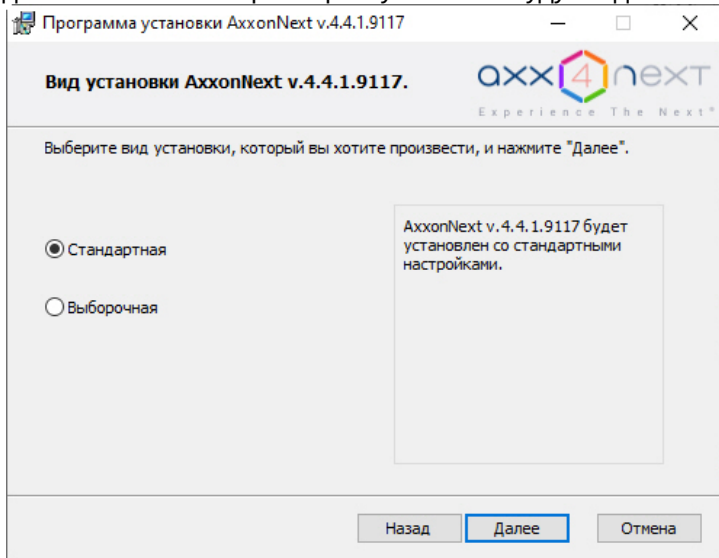 Программа установки AxxonNext v.4.4.1.9117
Вид установки AxxonNext v.4.4.1.9117.
axx4next
Experience The Next
Выберите вид установки, который вы хотите произвести, и нажмите "Далее".
Стандартная
Выборочная
AxxonNext v.4.4.1.9117 будет
установлен со стандартными
настройками.
Назад
Далее
Отмена